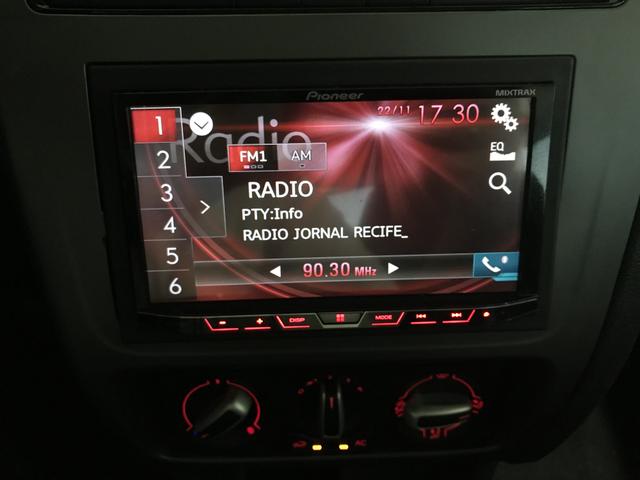 Pioneer
MIXTRAX
22/11 17 30
1
Radio
2
FM1 AM
EQ
3
RADIO
4
PTY:Info
5
RADIO JORNAL RECIFE_
6
90.30 MHz
- + DISP MODE
AC